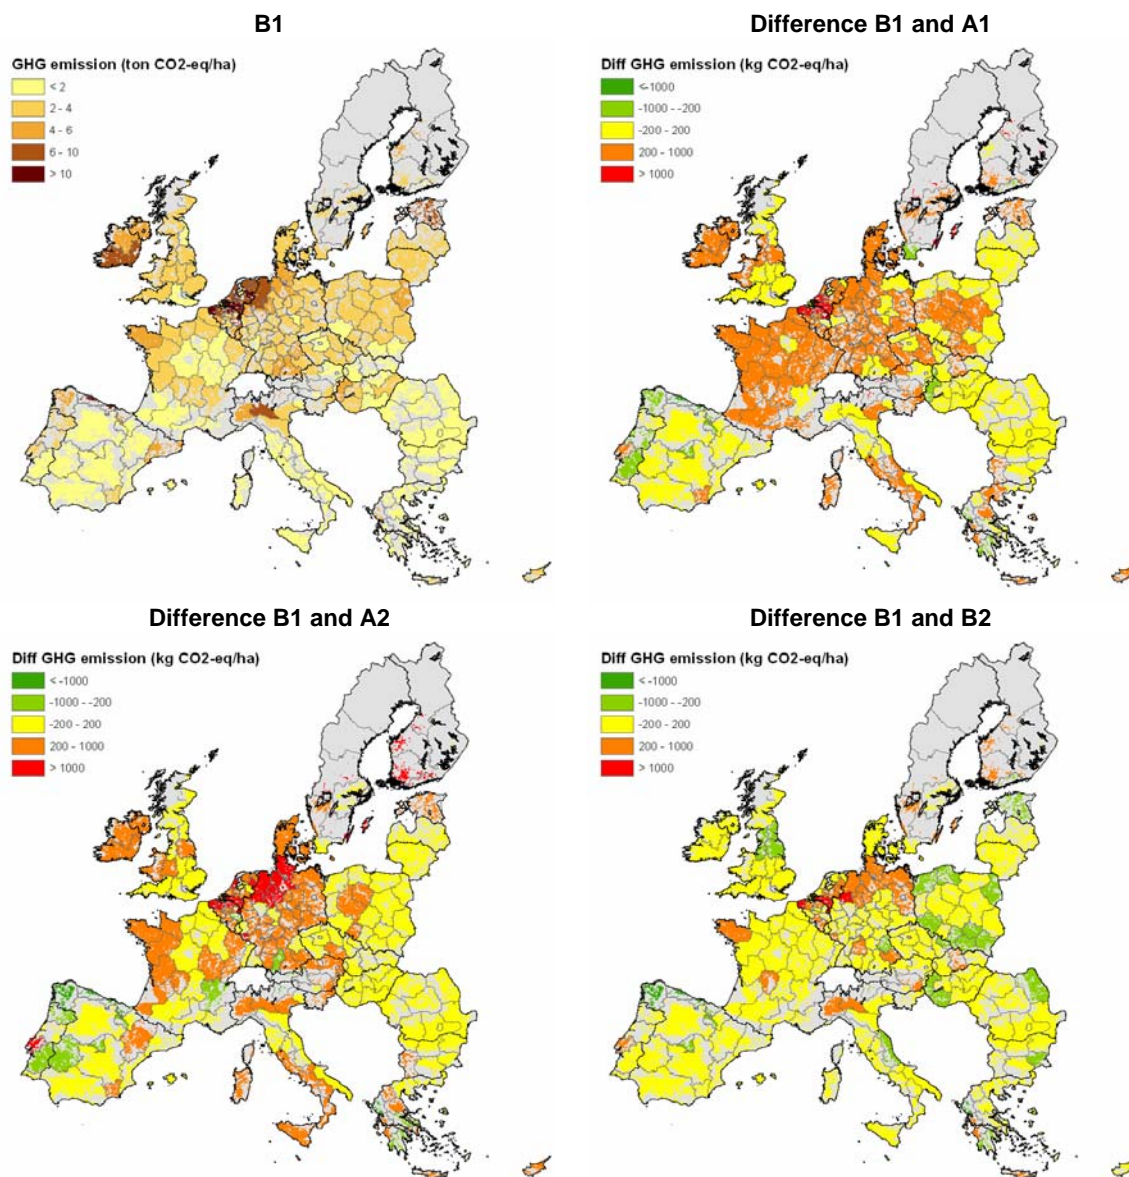 B1
GHG emission (ton CO2-eq/ha)
< 2
2 - 4
4 - 6
6 - 10
> 10
Difference B1 and A1
Diff GHG emission (kg CO2-eq/ha)
<-1000
-1000 - -200
-200 - 200
200 - 1000
> 1000
Difference B1 and A2
Diff GHG emission (kg CO2-eq/ha)
< -1000
-1000 - -200
-200 - 200
200 - 1000
> 1000
Difference B1 and B2
Diff GHG emission (kg CO2-eq/ha)
< -1000
-1000 - -200
-200 - 200
200 - 1000
> 1000